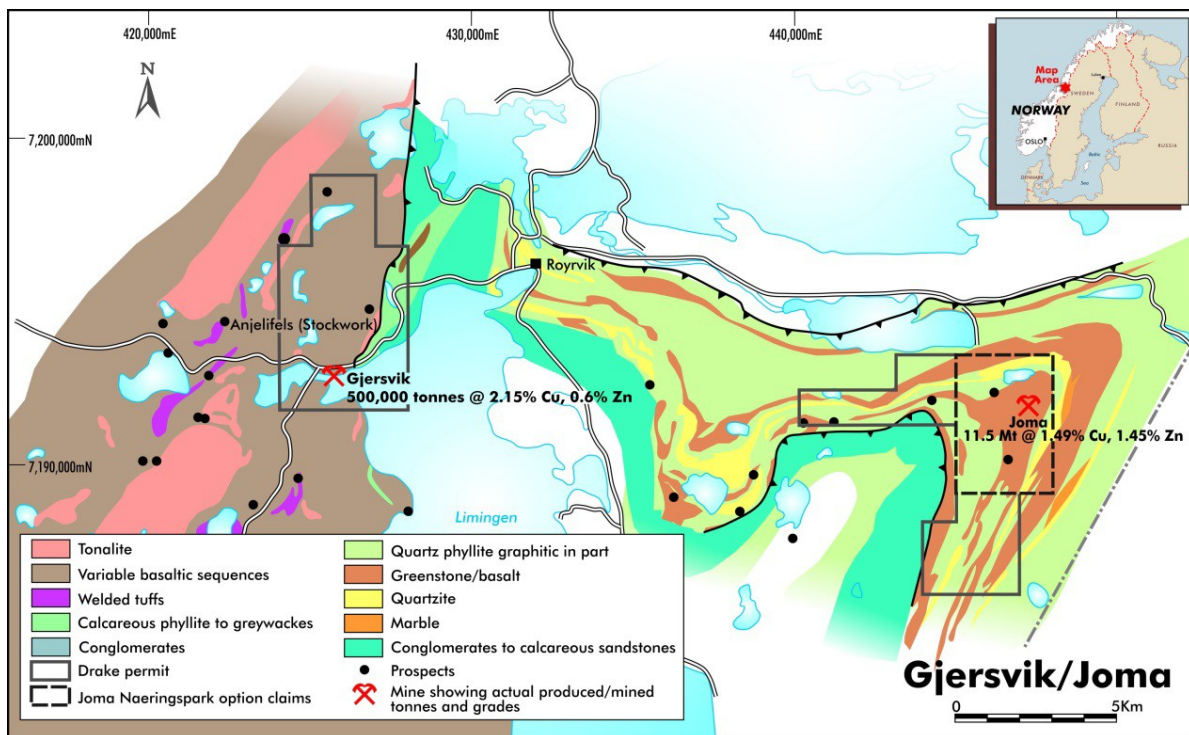 420,000mE
430,000mE
440,000mE
N
7,200,000mN
7,190,000mN
Map
Area
SWEDEN
NORWAY
FINLAND
OSLO
RUSSIA
Baltic
Sea
DENMARK
Royrvik
Anjelifels (Stockwork)
Gjersvik
500,000 tonnes @ 2.15% Cu, 0.6% Zn
Joma
11.5 Mt @ 1.49% Cu, 1.45% Zn
Limingen
Tonalite
Variable basaltic sequences
Welded tuffs
Calcareous phyllite to greywackes
Conglomerates
Drake permit
Joma Naeringspark option claims
Quartz phyllite graphitic in part
Greenstone/basalt
Quartzite
Marble
Conglomerates to calcareous sandstones
Prospects
Mine showing actual produced/mined
tonnes and grades
Gjersvik/Joma
0 5Km